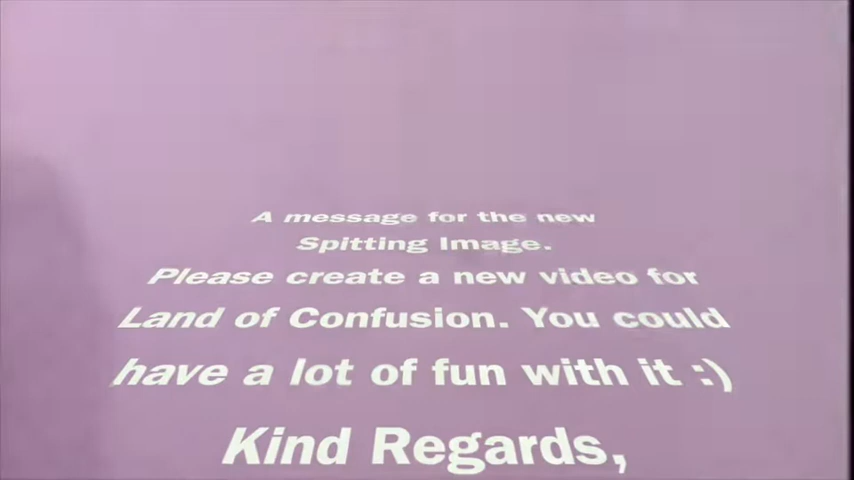 A message for the new
Spitting Image.
Please create a new video for
Land of Confusion. You could
have a lot of fun with it :)
Kind Regards,